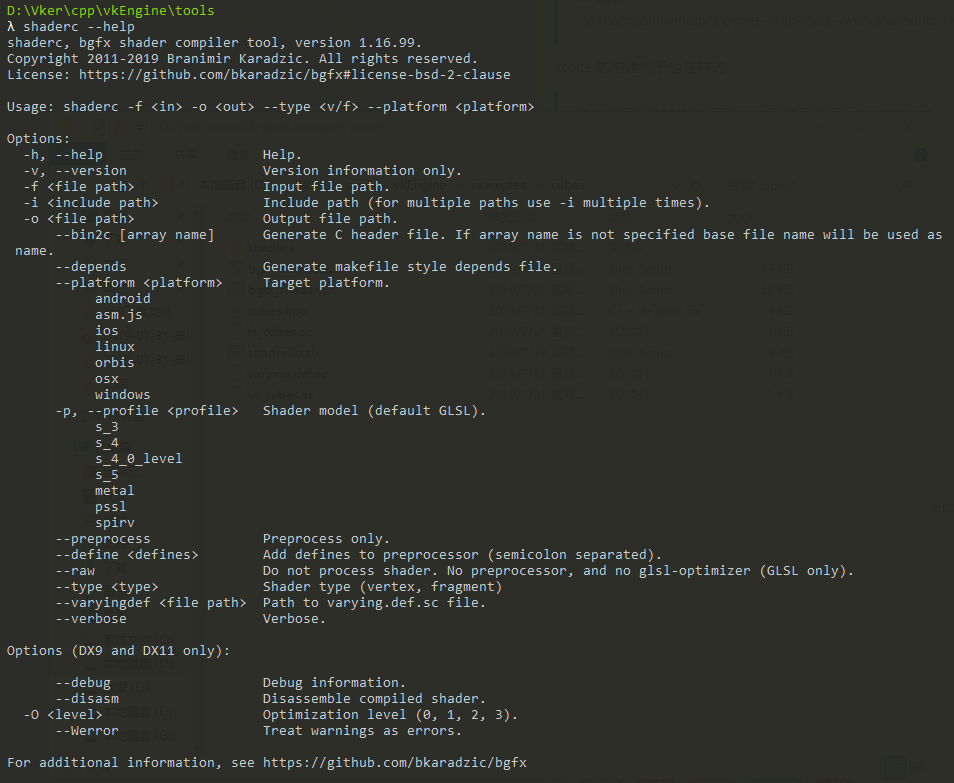 D:\Vker\cpp\vkEngine\tools
λ shaderc --help
shaderc, bgfx shader compiler tool, version 1.16.99.
Copyright 2011-2019 Branimir Karadzic. All rights reserved.
License: https://github.com/bkaradzic/bgfx#license-bsd-2-clause

Usage: shaderc -f <in> -o <out> --type <v/f> --platform <platform>

Options:
  -h, --help                    Help.
  -v, --version                 Version information only.
  -f <file path>                Input file path.
  -i <include path>             Include path (for multiple paths use -i multiple times).
  -o <file path>                Output file path.
      --bin2c [array name]      Generate C header file. If array name is not specified base file name will be used as
 name.
      --depends                 Generate makefile style depends file.
      --platform <platform>     Target platform.
           android
           asm.js
           ios
           linux
           orbis
           osx
           windows
      -p, --profile <profile>   Shader model (default GLSL).
           s_3
           s_4
           s_4_0_level
           s_5
           metal
           pssl
           spirv
      --preprocess              Preprocess only.
      --define <defines>        Add defines to preprocessor (semicolon separated).
      --raw                     Do not process shader. No preprocessor, and no glsl-optimizer (GLSL only).
      --type <type>             Shader type (vertex, fragment)
      --varyingdef <file path>  Path to varying.def.sc file.
      --verbose                 Verbose.

Options (DX9 and DX11 only):

      --debug                   Debug information.
      --disasm                  Disassemble compiled shader.
  -O <level>                    Optimization level (0, 1, 2, 3).
      --Werror                  Treat warnings as errors.

For additional information, see https://github.com/bkaradzic/bgfx